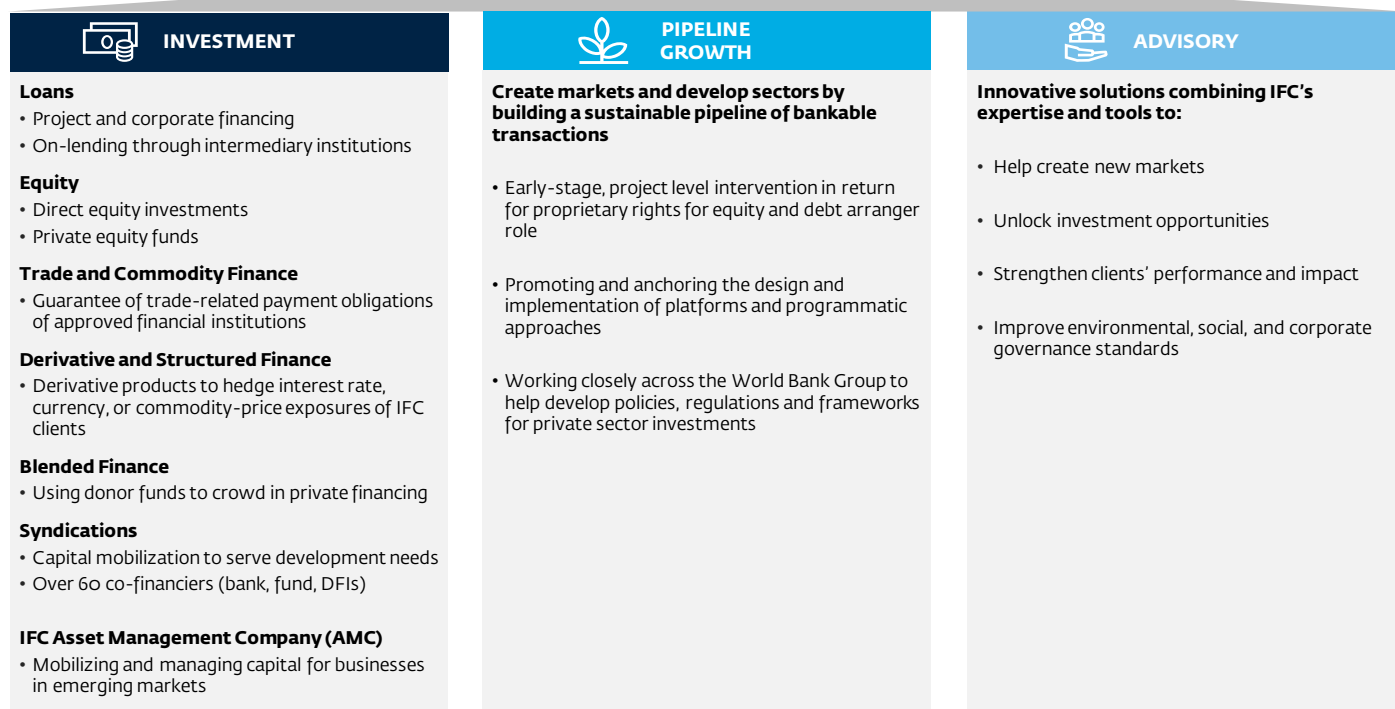 INVESTMENT
Loans
• Project and corporate financing
• On-lending through intermediary institutions
Equity
• Direct equity investments
• Private equity funds
Trade and Commodity Finance
• Guarantee of trade-related payment obligations
of approved financial institutions
Derivative and Structured Finance
• Derivative products to hedge interest rate,
currency, or commodity-price exposures of IFC
clients
Blended Finance
• Using donor funds to crowd in private financing
Syndications
• Capital mobilization to serve development needs
• Over 60 co-financiers (bank, fund, DFIs)
IFC Asset Management Company (AMC)
• Mobilizing and managing capital for businesses
in emerging markets
PIPELINE
GROWTH
Create markets and develop sectors by
building a sustainable pipeline of bankable
transactions
• Early-stage, project level intervention in return
for proprietary rights for equity and debt arranger
role
• Promoting and anchoring the design and
implementation of platforms and programmatic
approaches
• Working closely across the World Bank Group to
help develop policies, regulations and frameworks
for private sector investments
ADVISORY
Innovative solutions combining IFC's
expertise and tools to:
• Help create new markets
• Unlock investment opportunities
• Strengthen clients' performance and impact
• Improve environmental, social, and corporate
governance standards